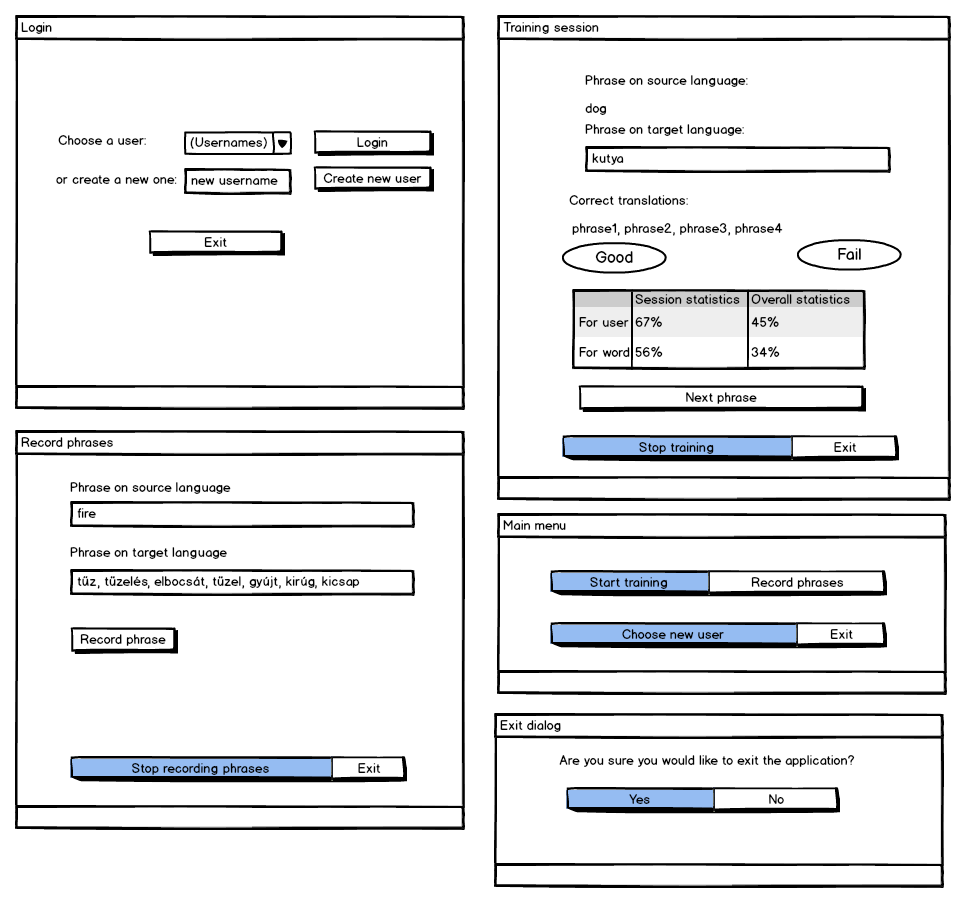 Login
Choose a user:
(Usernames)
Login
or create a new one:
new username
Create new user
Exit
Record phrases
Phrase on source language
fire
Phrase on target language
tűz, tüzelés, elbocsát, tüzel, gyújt, kirúg, kicsap
Record phrase
Stop recording phrases
Exit
Training session
Phrase on source language:
dog
Phrase on target language:
kutya
Correct translations:
phrase1, phrase2, phrase3, phrase4
Good
Fail
Session statistics Overall statistics
For user 67% 45%
For word 56% 34%
Next phrase
Stop training
Exit
Main menu
Start training
Record phrases
Choose new user
Exit
Exit dialog
Are you sure you would like to exit the application?
Yes
No